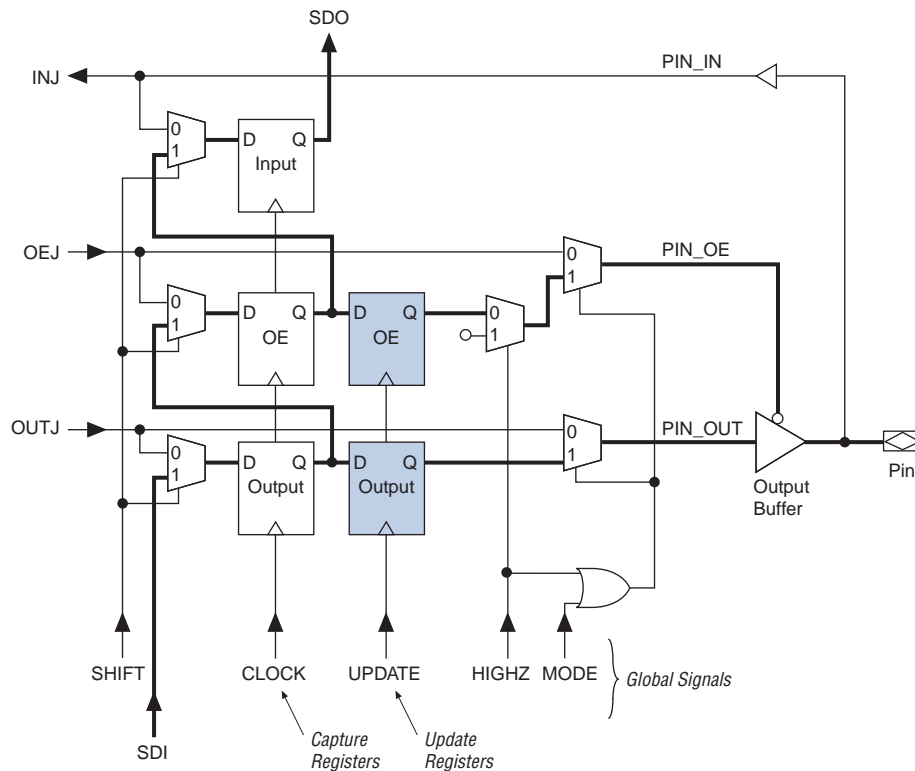 SDO
INJ
PIN_IN
0
1
D Q
Input
OEJ
0
1
PIN_OE
0
1
D Q
OE
D Q
OE
0
1
OUTJ
0
1
PIN_OUT
0
1
D Q
Output
D Q
Output
Output
Buffer
Pin
SHIFT
CLOCK
UPDATE
HIGHZ
MODE
Global Signals
SDI
Capture
Registers
Update
Registers